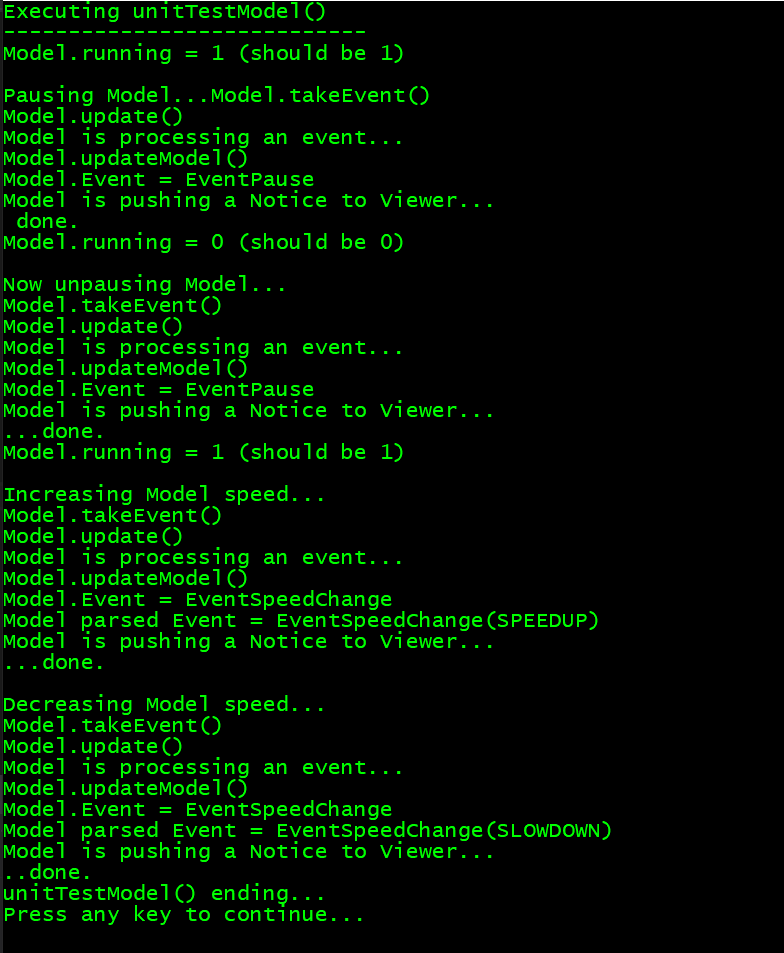 Executing unitTestModel()
----------------------------
Model.running = 1 (should be 1)

Pausing Model...Model.takeEvent()
Model.update()
Model is processing an event...
Model.updateModel()
Model.Event = EventPause
Model is pushing a Notice to Viewer...
 done.
Model.running = 0 (should be 0)

Now unpausing Model...
Model.takeEvent()
Model.update()
Model is processing an event...
Model.updateModel()
Model.Event = EventPause
Model is pushing a Notice to Viewer...
...done.
Model.running = 1 (should be 1)

Increasing Model speed...
Model.takeEvent()
Model.update()
Model is processing an event...
Model.updateModel()
Model.Event = EventSpeedChange
Model parsed Event = EventSpeedChange(SPEEDUP)
Model is pushing a Notice to Viewer...
...done.

Decreasing Model speed...
Model.takeEvent()
Model.update()
Model is processing an event...
Model.updateModel()
Model.Event = EventSpeedChange
Model parsed Event = EventSpeedChange(SLOWDOWN)
Model is pushing a Notice to Viewer...
..done.
unitTestModel() ending...
Press any key to continue...